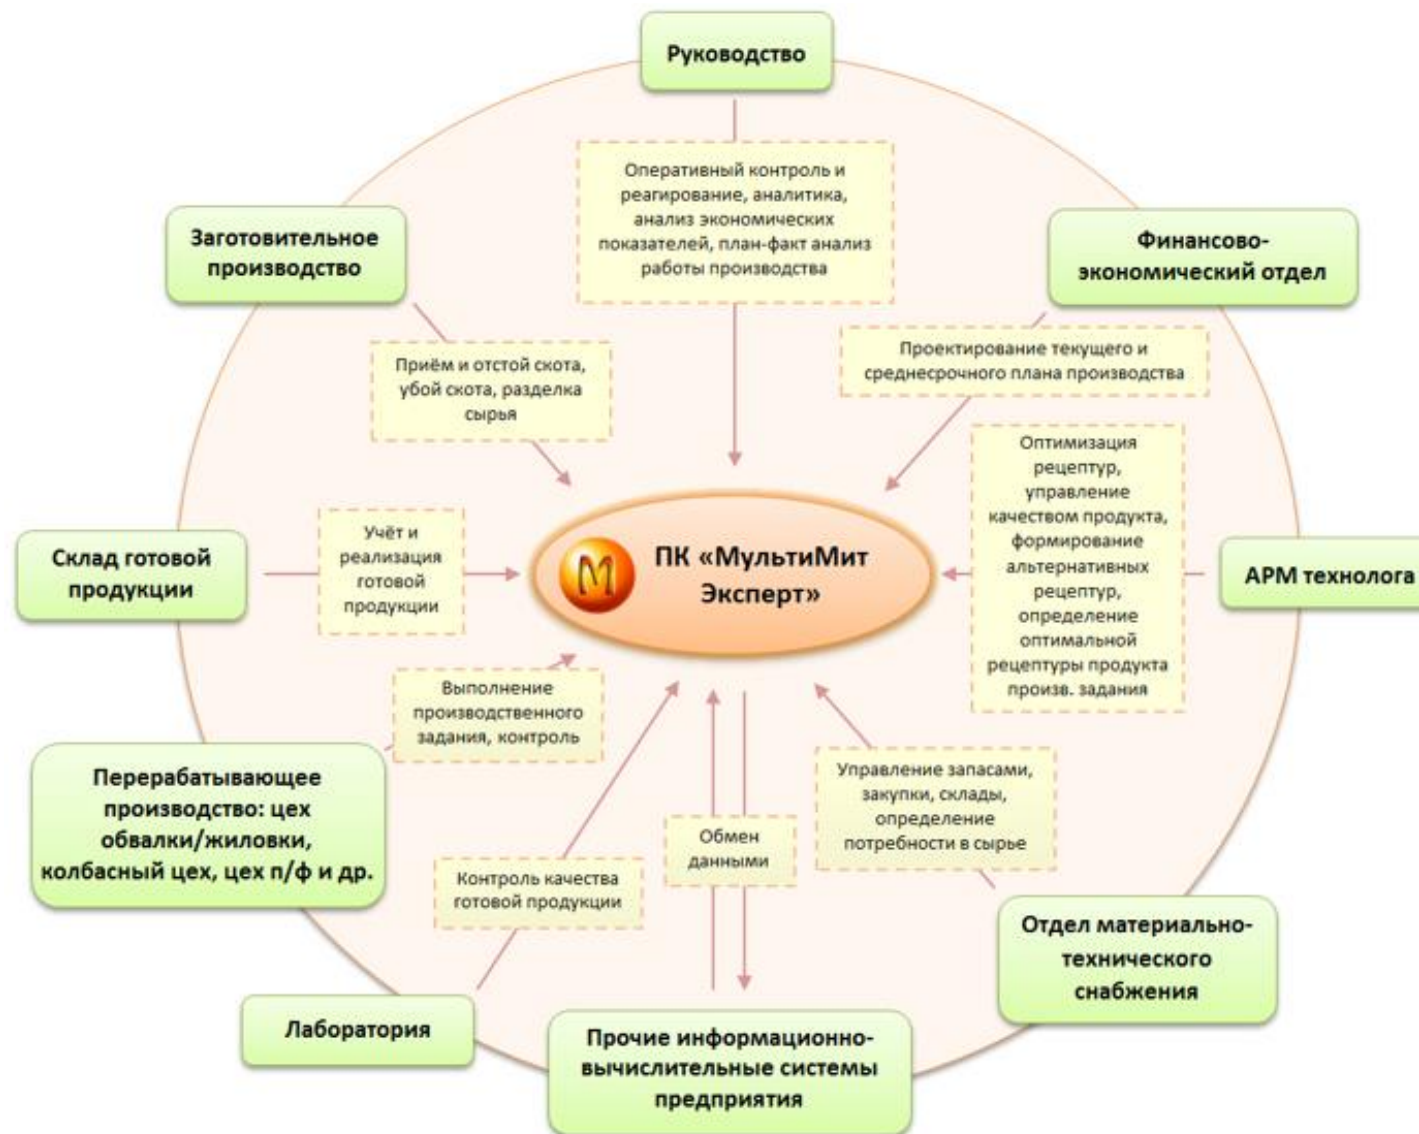 Руководство
Оперативный контроль и
реагирование, аналитика,
анализ экономических
показателей, план-факт анализ
работы производства
Заготовительное
производство
Финансово-
экономический отдел
Приём и отстой скота,
убой скота, разделка
сырья
Проектирование текущего и
среднесрочного плана производства
Оптимизация
рецептур,
управление
качеством продукта,
формирование
альтернативных
рецептур,
определение
оптимальной
рецептуры продукта
произв. задания
Склад готовой
продукции
Учёт и
реализация
готовой
продукции
М
ПК «МультиМит
Эксперт»
АРМ технолога
Выполнение
производственного
задания, контроль
Перерабатывающее
производство: цех
обвалки/жиловки,
колбасный цех, цех п/ф и др.
Управление запасами,
закупки, склады,
определение
потребности в сырье
Обмен
данными
Контроль качества
готовой продукции
Отдел материально-
технического
снабжения
Лаборатория
Прочие информационно-
вычислительные системы
предприятия